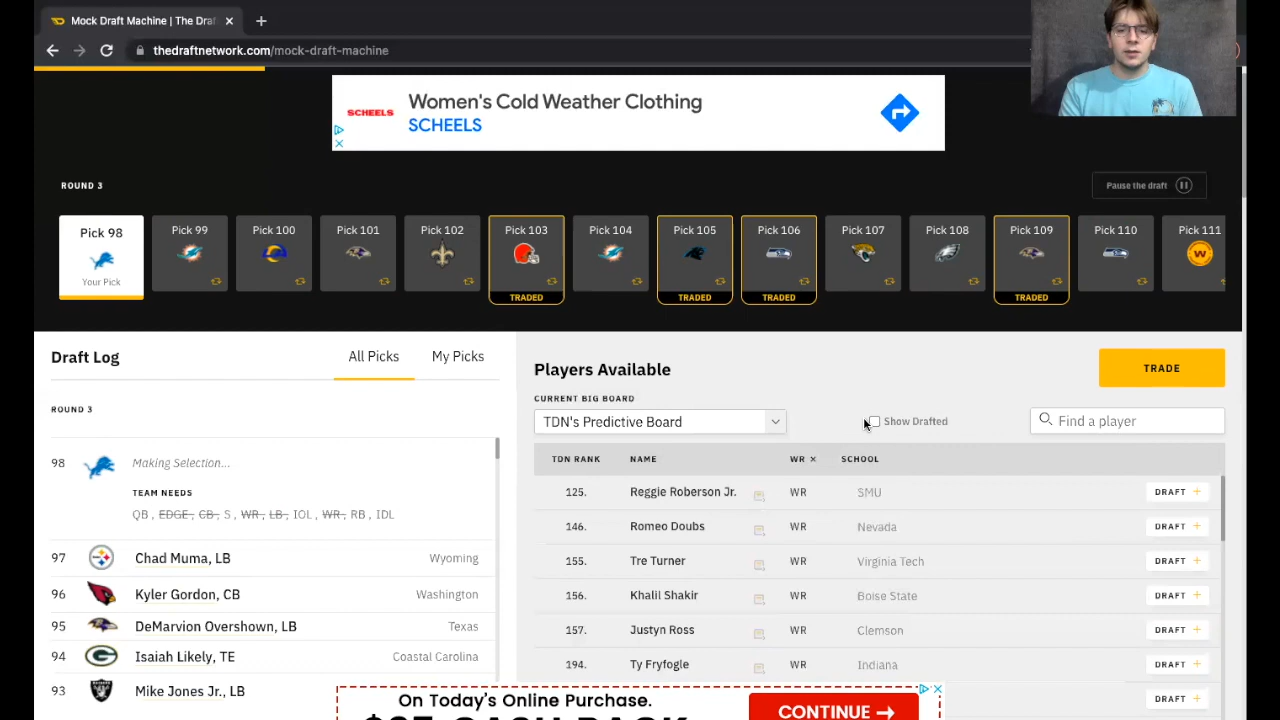 Mock Draft Machine | The Draf
thedraftnetwork.com/mock-draft-machine
SCHEELS
Women's Cold Weather Clothing
SCHEELS
ROUND 3
Pause the draft
Pick 98
Your Pick
Pick 99
Pick 100
Pick 101
Pick 102
Pick 103
TRADED
Pick 104
Pick 105
TRADED
Pick 106
TRADED
Pick 107
Pick 108
Pick 109
TRADED
Pick 110
Pick 111
Draft Log
All Picks
My Picks
ROUND 3
98 Making Selection...
TEAM NEEDS
QB , EDGE , CB , S , WR , LB , IOL , WR , RB , IDL
97 Chad Muma, LB Wyoming
96 Kyler Gordon, CB Washington
95 DeMarvion Overshown, LB Texas
94 Isaiah Likely, TE Coastal Carolina
93 Mike Jones Jr., LB
Players Available
TRADE
CURRENT BIG BOARD
TDN's Predictive Board
Show Drafted
Find a player
TDN RANK NAME WR × SCHOOL
125. Reggie Roberson Jr. WR SMU DRAFT +
146. Romeo Doubs WR Nevada DRAFT +
155. Tre Turner WR Virginia Tech DRAFT +
156. Khalil Shakir WR Boise State DRAFT +
157. Justyn Ross WR Clemson DRAFT +
194. Ty Fryfogle WR Indiana DRAFT +
DRAFT +
On Today's Online Purchase.
CONTINUE →